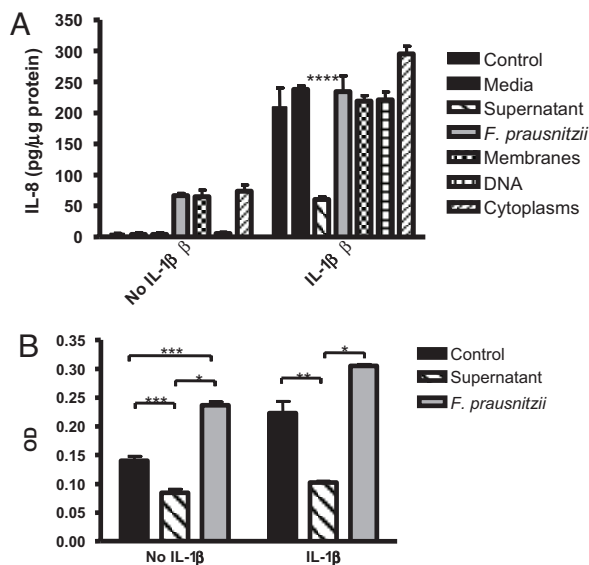 A
IL-8 (pg/µg protein)
350
300
250
200
150
100
50
0
****
No IL-1β β
IL-1β β
Control
Media
Supernatant
F. prausnitzii
Membranes
DNA
Cytoplasms
B
OD
0.35
0.30
0.25
0.20
0.15
0.10
0.05
0.00
***
***
*
**
*
No IL-1β
IL-1β
Control
Supernatant
F. prausnitzii